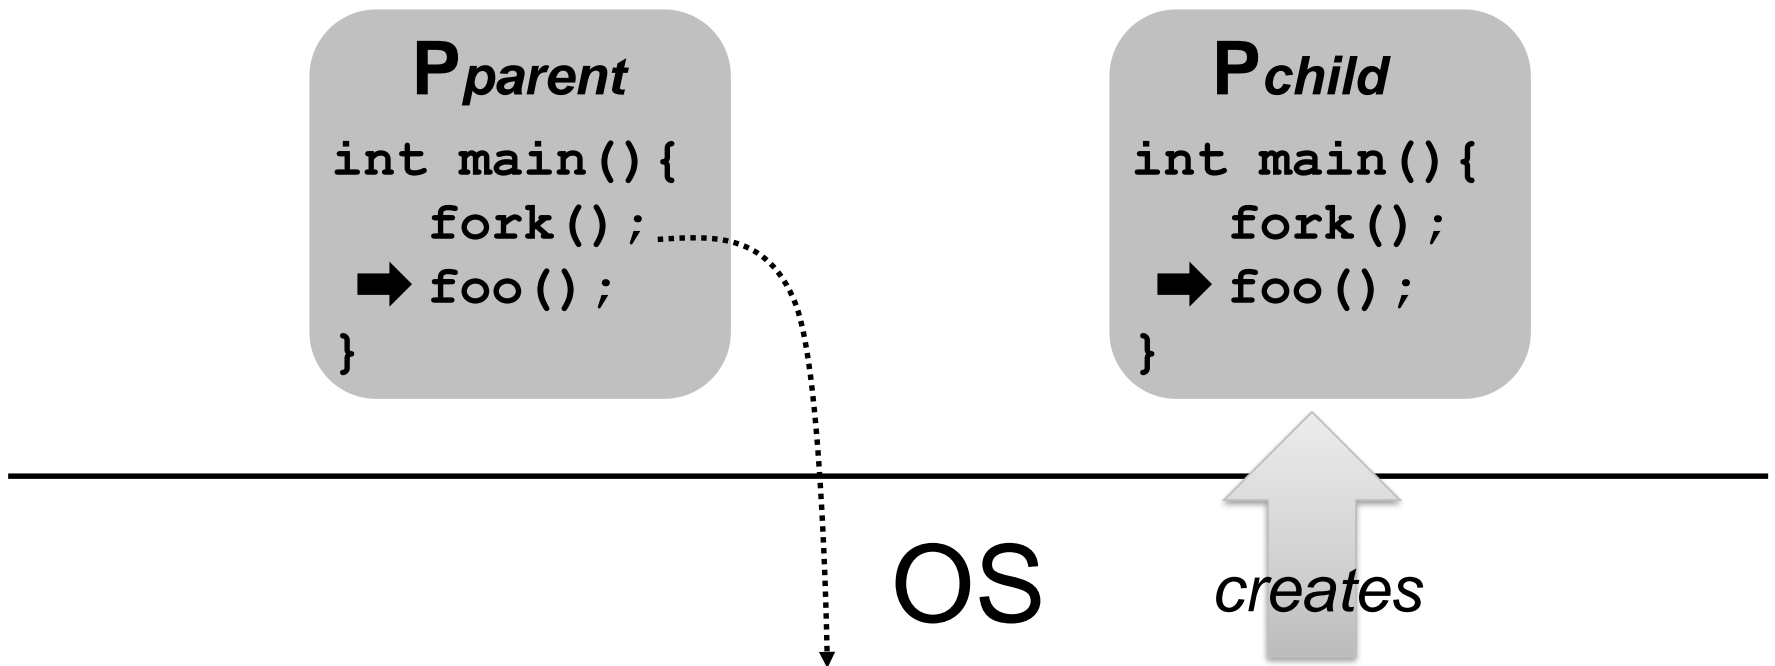 Pparent
int main(){
fork();
foo();
}
Pchild
int main(){
fork();
foo();
}
OS
creates